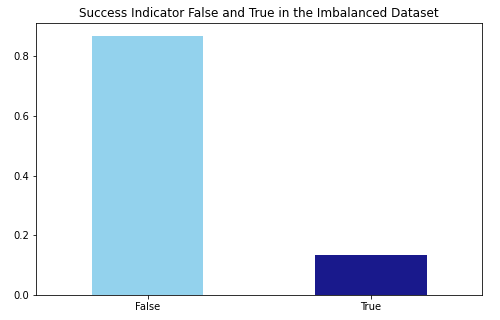 Success Indicator False and True in the Imbalanced Dataset
0.8
0.6
0.4
0.2
0.0
False True